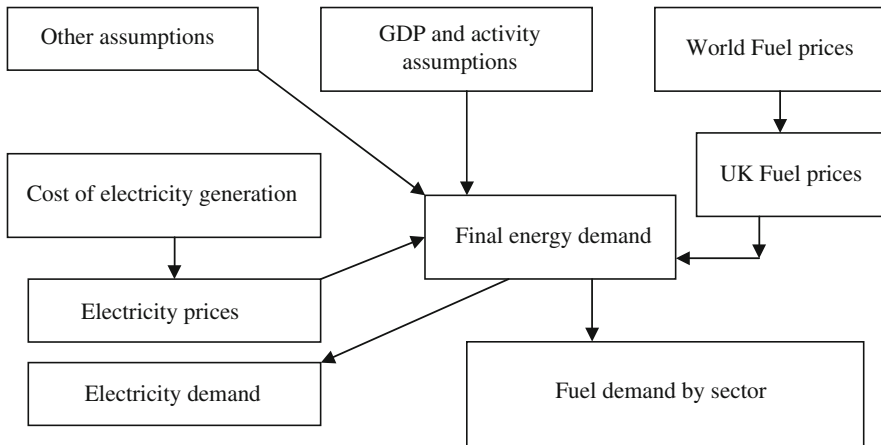 Other assumptions
GDP and activity
assumptions
World Fuel prices
UK Fuel prices
Cost of electricity generation
Final energy demand
Electricity prices
Electricity demand
Fuel demand by sector